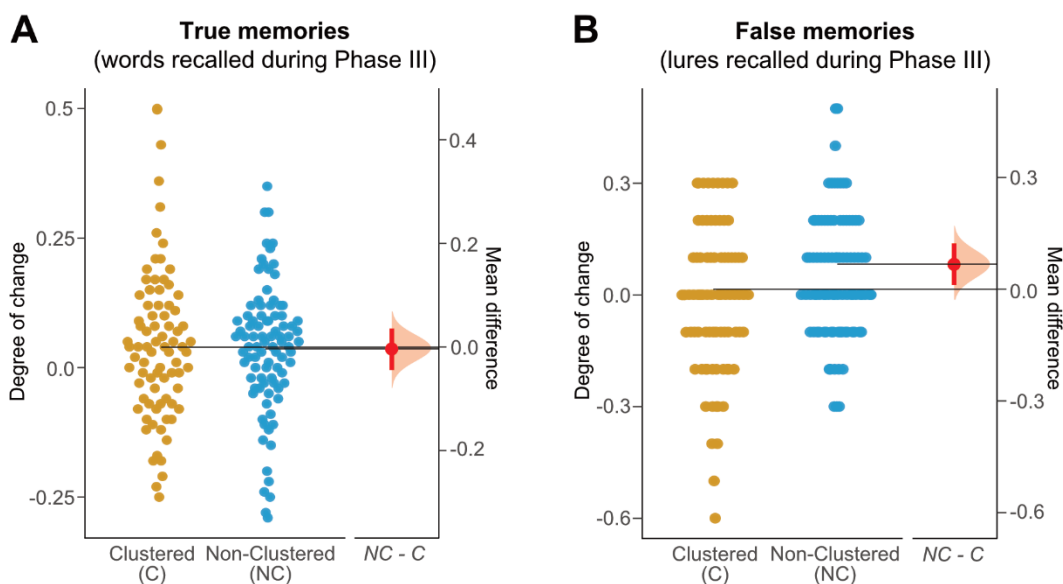 A
True memories
(words recalled during Phase III)
Degree of change
0.5
0.25
0.0
-0.25
0.4
0.2
0.0
-0.2
Mean difference
Clustered
(C)
Non-Clustered
(NC)
NC - C
B
False memories
(lures recalled during Phase III)
Degree of change
0.3
0.0
-0.3
-0.6
0.3
0.0
-0.3
-0.6
Mean difference
Clustered
(C)
Non-Clustered
(NC)
NC - C